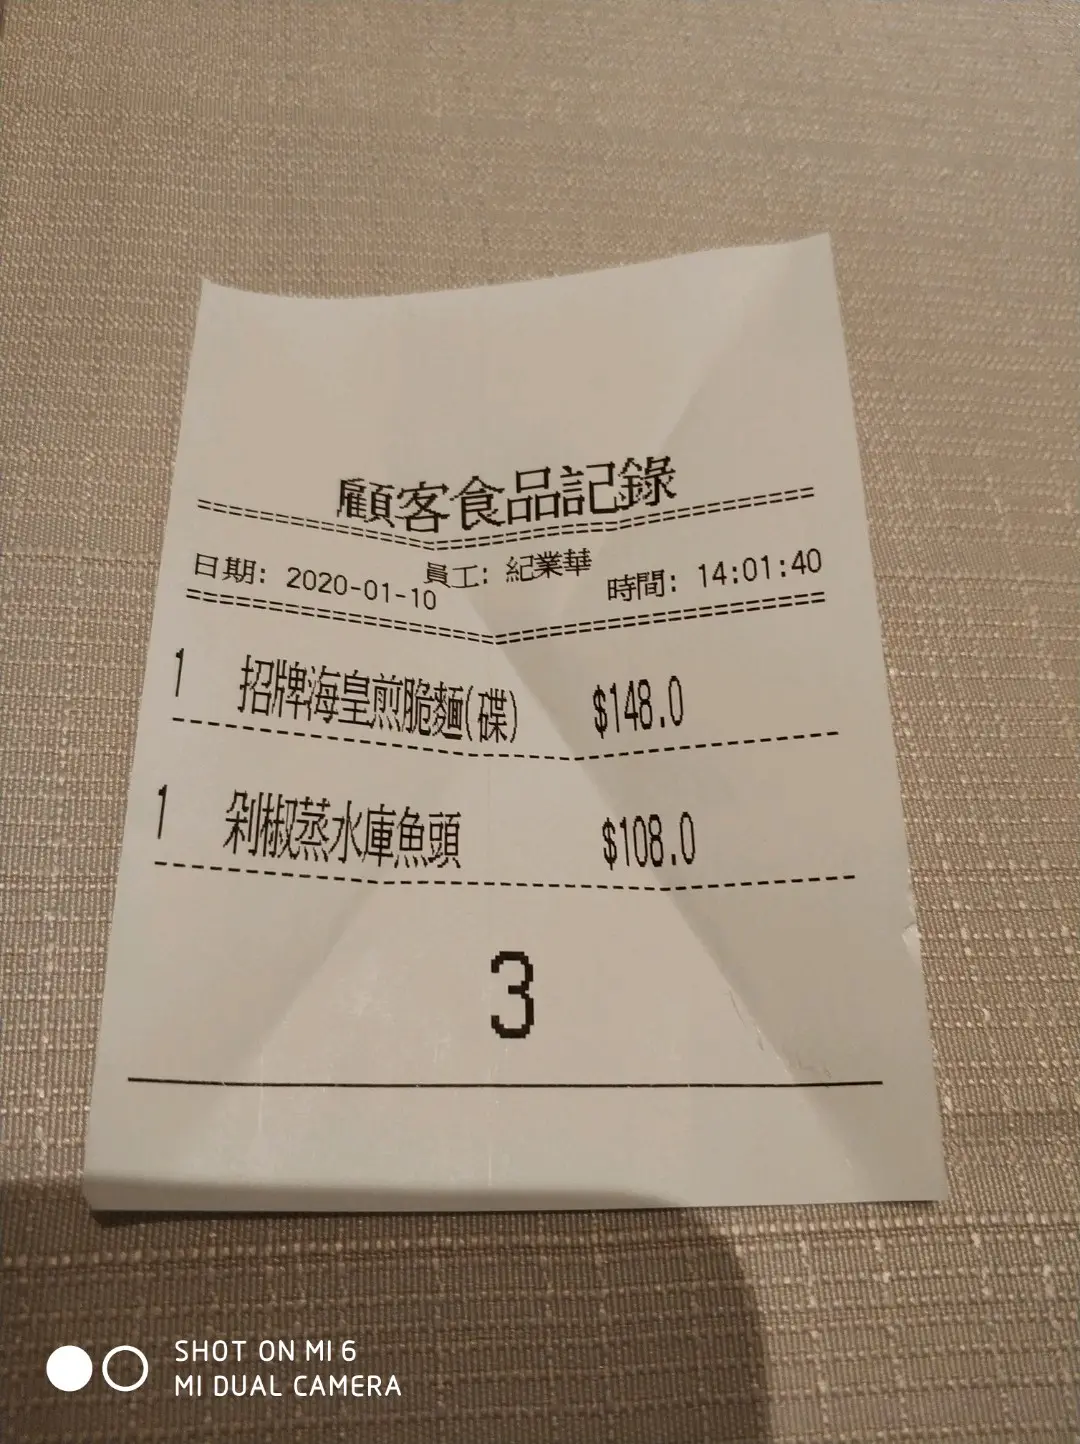 顧客食品記錄
日期: 2020-01-10 員工: 紀業華 時間: 14:01:40
1 招牌海皇煎脆麵(碟) $148.0
1 剁椒蒸水庫魚頭 $108.0
3
SHOT ON MI 6
MI DUAL CAMERA